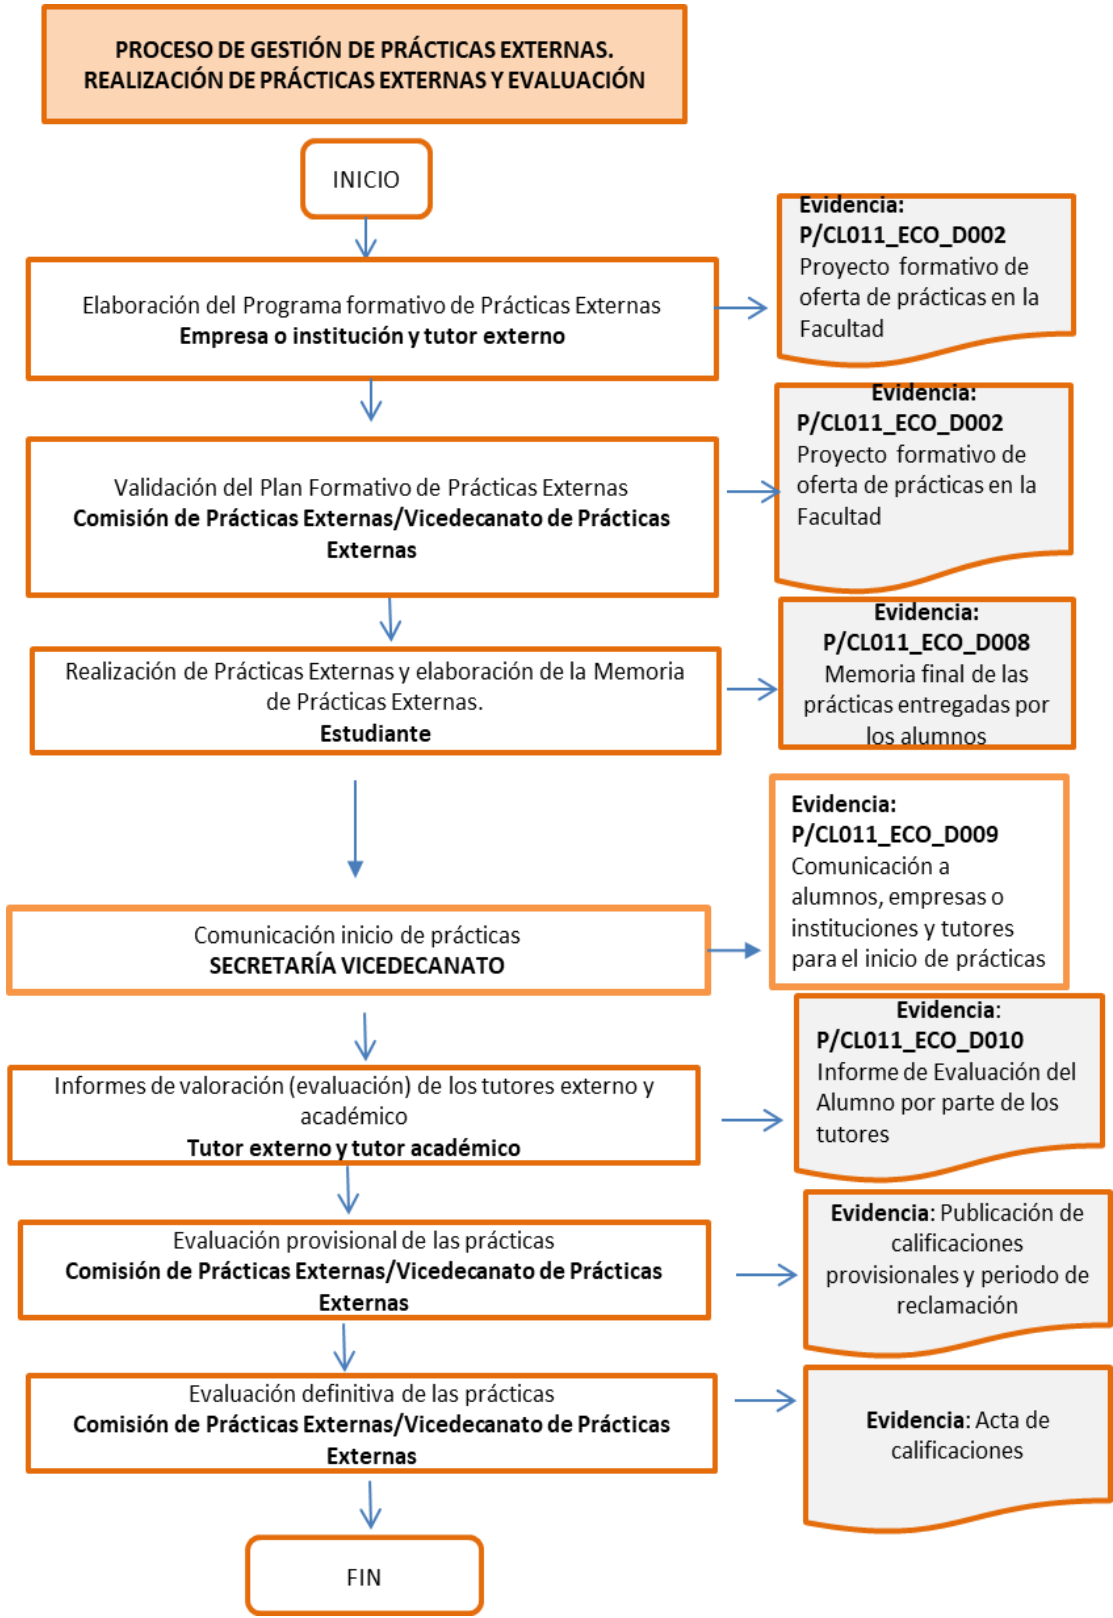 PROCESO DE GESTIÓN DE PRÁCTICAS EXTERNAS.
REALIZACIÓN DE PRÁCTICAS EXTERNAS Y EVALUACIÓN
INICIO
Elaboración del Programa formativo de Prácticas Externas
Empresa o institución y tutor externo
Evidencia:
P/CL011_ECO_D002
Proyecto formativo de
oferta de prácticas en la
Facultad
Validación del Plan Formativo de Prácticas Externas
Comisión de Prácticas Externas/Vicedecanato de Prácticas
Externas
Evidencia:
P/CL011_ECO_D002
Proyecto formativo de
oferta de prácticas en la
Facultad
Realización de Prácticas Externas y elaboración de la Memoria
de Prácticas Externas.
Estudiante
Evidencia:
P/CL011_ECO_D008
Memoria final de las
prácticas entregadas por
los alumnos
Comunicación inicio de prácticas
SECRETARÍA VICEDECANATO
Evidencia:
P/CL011_ECO_D009
Comunicación a
alumnos, empresas o
instituciones y tutores
para el inicio de prácticas
Informes de valoración (evaluación) de los tutores externo y
académico
Tutor externo y tutor académico
Evidencia:
P/CL011_ECO_D010
Informe de Evaluación del
Alumno por parte de los
tutores
Evaluación provisional de las prácticas
Comisión de Prácticas Externas/Vicedecanato de Prácticas
Externas
Evidencia: Publicación de
calificaciones
provisionales y periodo de
reclamación
Evaluación definitiva de las prácticas
Comisión de Prácticas Externas/Vicedecanato de Prácticas
Externas
Evidencia: Acta de
calificaciones
FIN